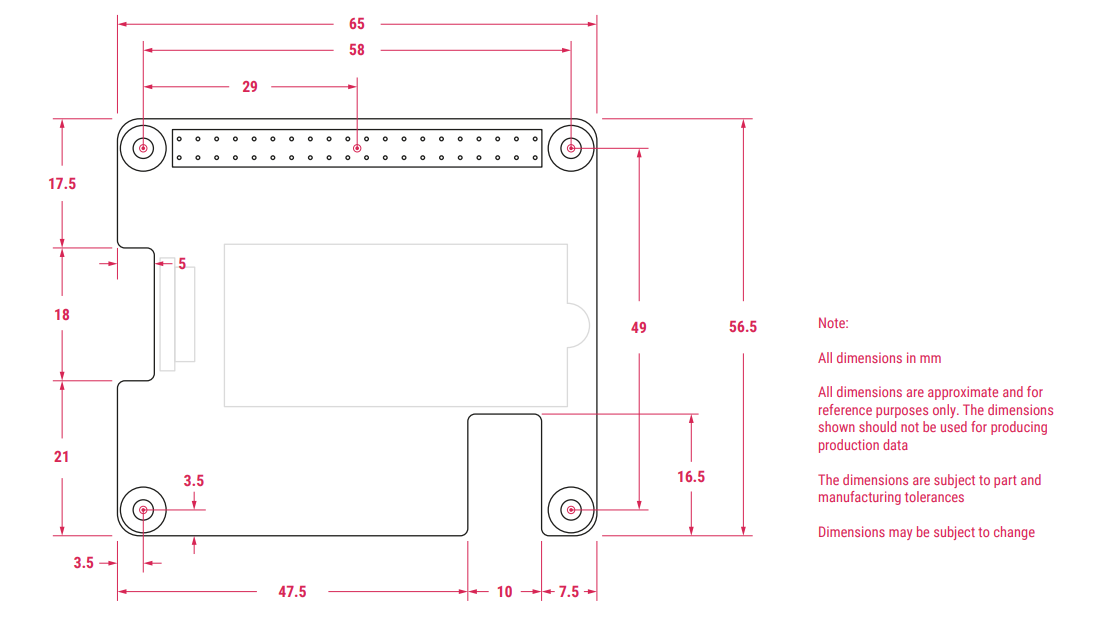 65
58
29
17.5
5
18
49
56.5
Note:
All dimensions in mm
All dimensions are approximate and for
reference purposes only. The dimensions
shown should not be used for producing
production data
21
3.5
16.5
The dimensions are subject to part and
manufacturing tolerances
Dimensions may be subject to change
3.5
47.5
10
7.5